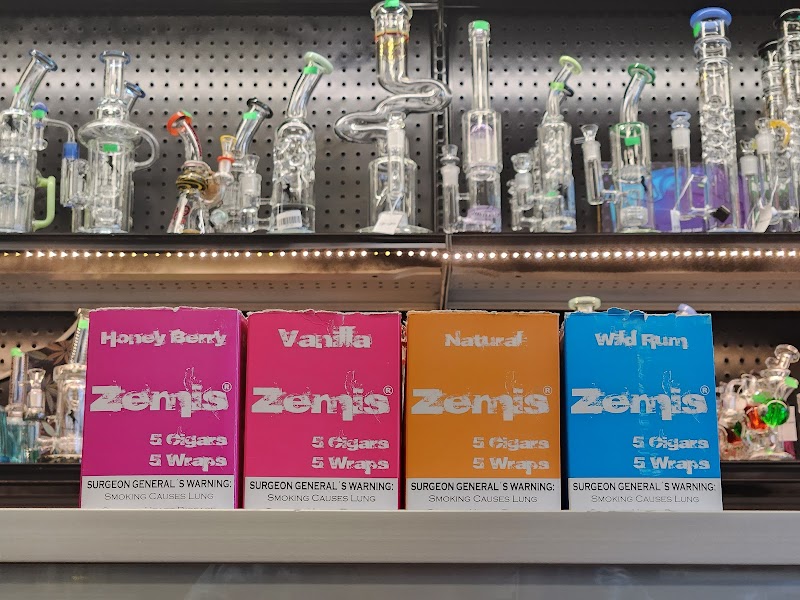 Honey Berry
Zemis®
5 Cigars
5 Wraps
SURGEON GENERAL´S WARNING:
SMOKING CAUSES LUNG
Vanilla
Zemis®
5 Cigars
5 Wraps
SURGEON GENERAL´S WARNING:
SMOKING CAUSES LUNG
Natural
Zemis®
5 Cigars
5 Wraps
SURGEON GENERAL´S WARNING:
SMOKING CAUSES LUNG
Wild Rum
Zemis®
5 Cigars
5 Wraps
SURGEON GENERAL´S WARNING:
SMOKING CAUSES LUNG